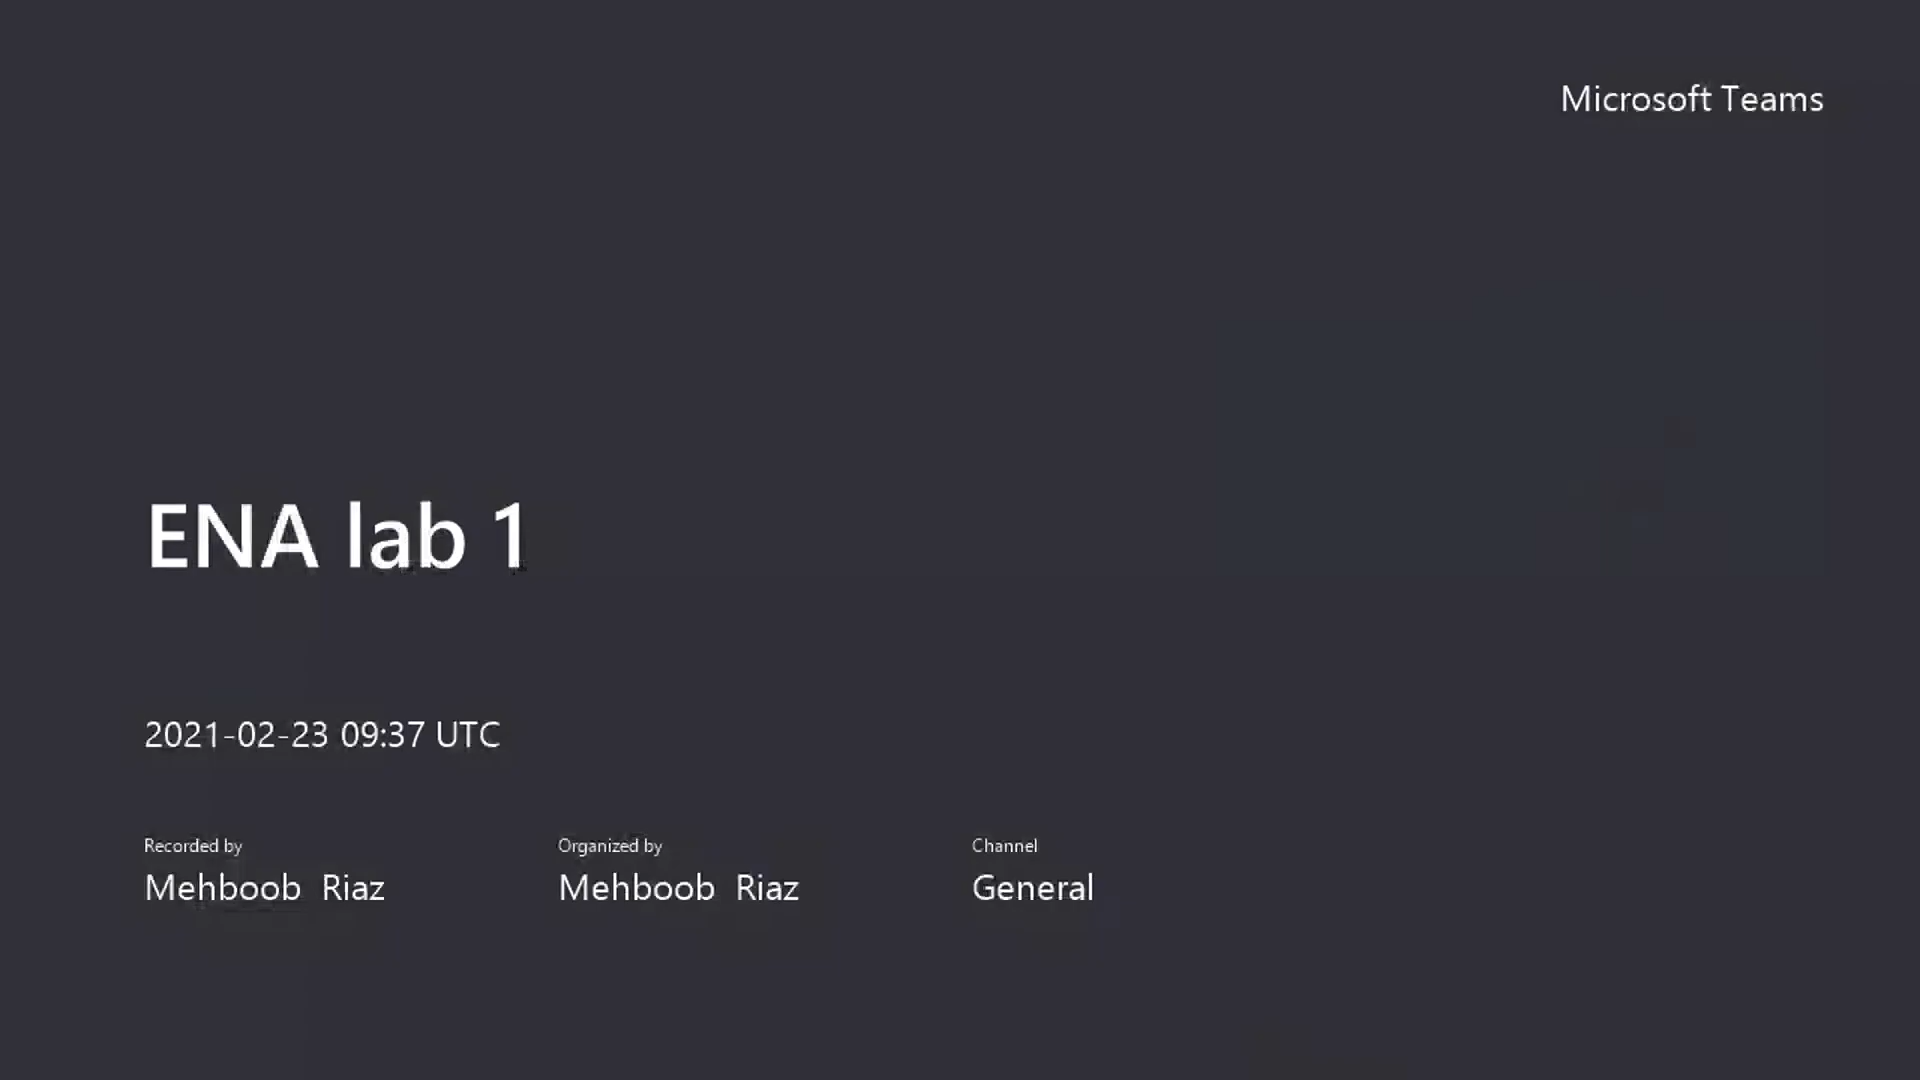 Microsoft Teams
ENA lab 1
2021-02-23 09:37 UTC
Recorded by
Organized by
Channel
Mehboob Riaz
Mehboob Riaz
General